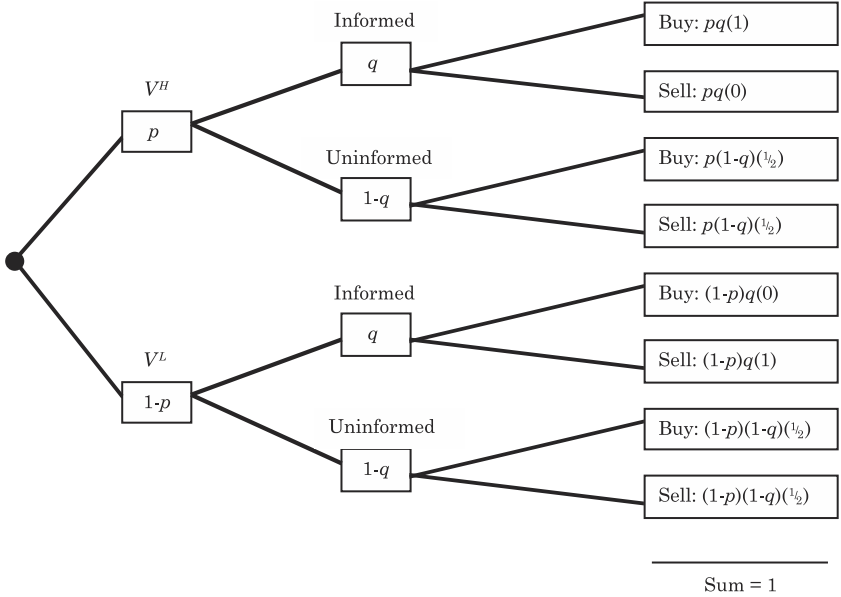 Informed
Buy: pq(1)
q
V^H
Sell: pq(0)
p
Uninformed
Buy: p(1-q)(1/2)
1-q
Sell: p(1-q)(1/2)
Informed
Buy: (1-p)q(0)
q
V^L
Sell: (1-p)q(1)
1-p
Uninformed
Buy: (1-p)(1-q)(1/2)
1-q
Sell: (1-p)(1-q)(1/2)
Sum = 1